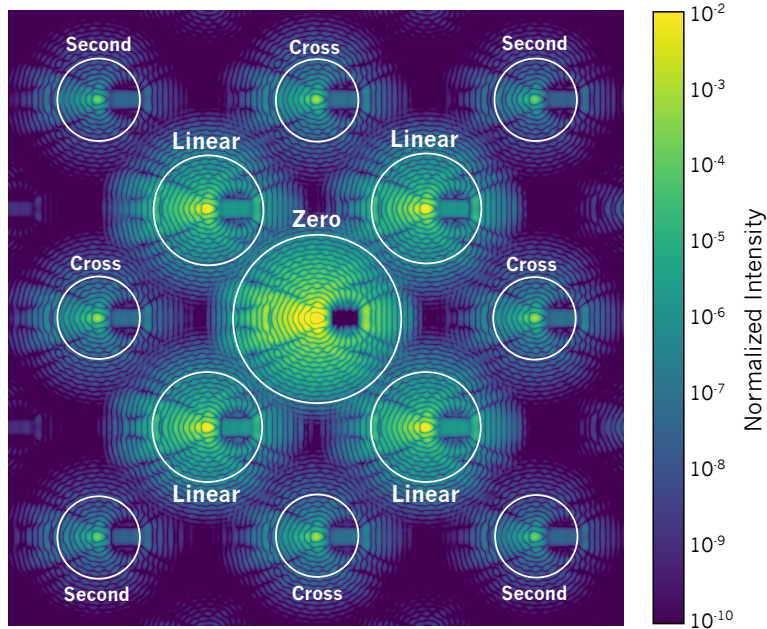 Second
Cross
Second
Linear
Linear
Zero
Cross
Cross
Linear
Linear
Second
Cross
Second
10^-2
10^-3
10^-4
10^-5
10^-6
10^-7
10^-8
10^-9
10^-10
Normalized Intensity